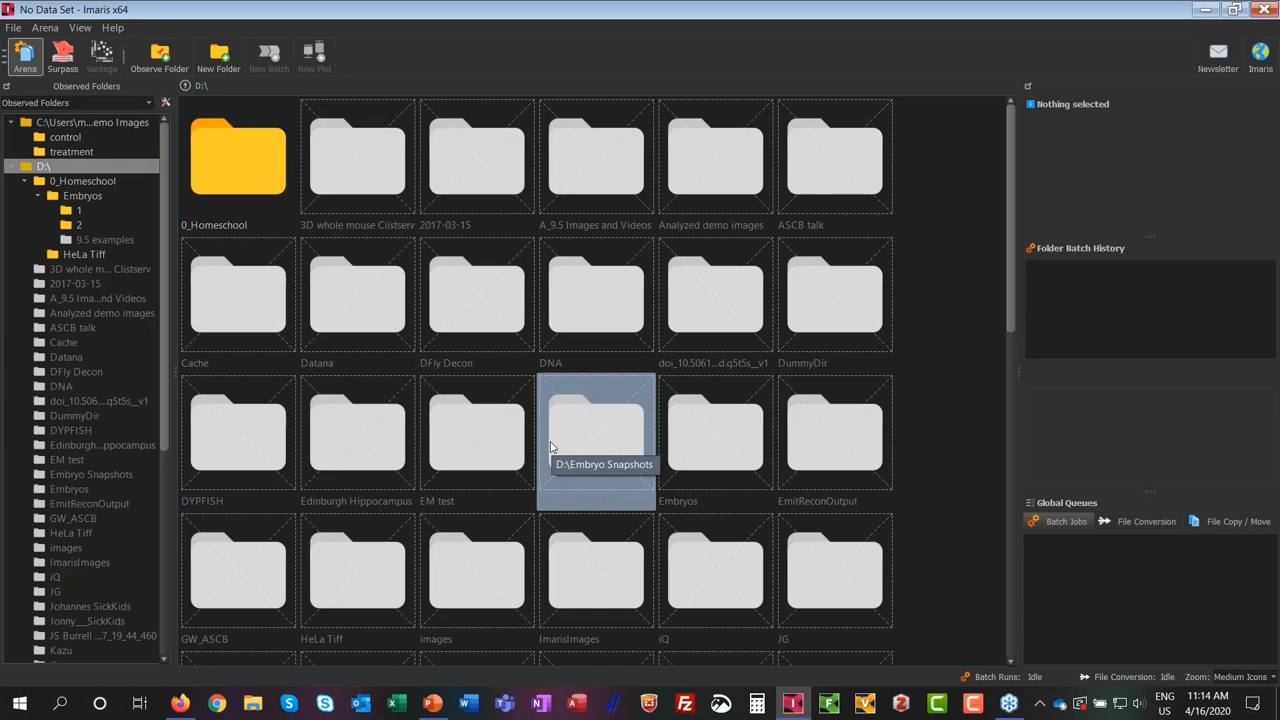 No Data Set - Imaris x64
File Arena View Help
Arena Surpass Vantage Observe Folder New Folder New Batch New Plot Newsletter Imaris
Observed Folders
D:\
Observed Folders
C:\Users\m...emo Images
control
treatment
D:\
0_Homeschool
Embryos
1
2
9.5 examples
HeLa Tiff
3D whole m... Clistserv
2017-03-15
A_9.5 Ima...nd Videos
Analyzed demo images
ASCB talk
Cache
Datana
DFly Decon
DNA
doi_10.506...q5t5s__v1
DummyDir
DYPFISH
Edinburgh...ppocampus
EM test
Embryo Snapshots
Embryos
EmitReconOutput
GW_ASCB
HeLa Tiff
images
ImarisImages
iQ
JG
Johannes SickKids
Jonny___SickKids
JS Burrell ...7_19_44_460
Kazu
0_Homeschool 3D whole mouse Clistserv 2017-03-15 A_9.5 Images and Videos Analyzed demo images ASCB talk
Cache Datana DFly Decon DNA doi_10.5061...d.q5t5s__v1 DummyDir
D:\Embryo Snapshots
DYPFISH Edinburgh Hippocampus EM test Embryos EmitReconOutput
GW_ASCB HeLa Tiff images ImarisImages iQ JG
Nothing selected
Folder Batch History
Global Queues
Batch Jobs File Conversion File Copy / Move
Batch Runs: Idle File Conversion: Idle Zoom: Medium Icons
ENG
11:14 AM
4/16/2020